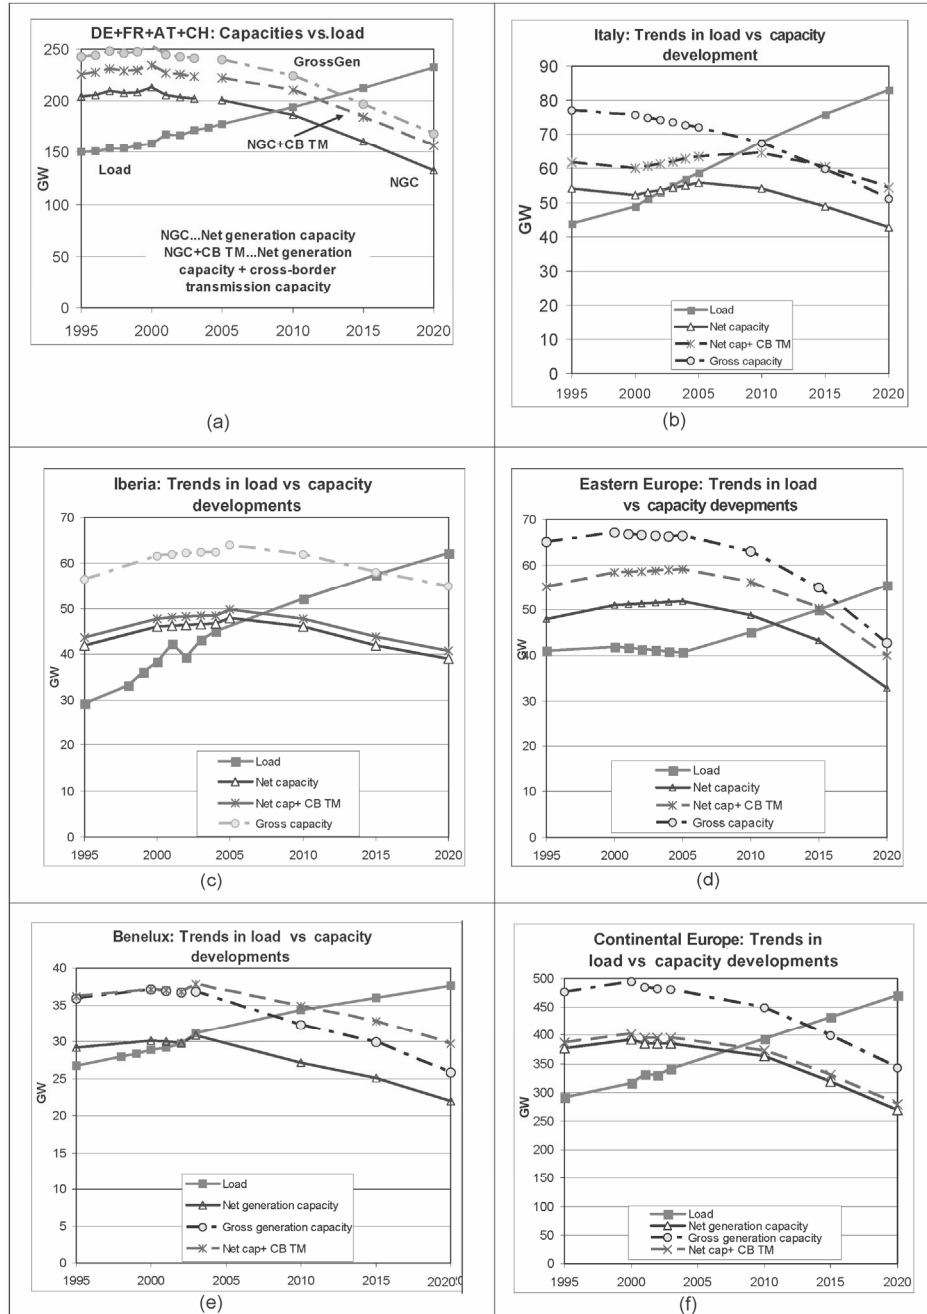 DE+FR+AT+CH: Capacities vs.load
250
200
150
100
50
0
GW
GrossGen
NGC+CB TM
Load
NGC
NGC...Net generation capacity
NGC+CB TM...Net generation
capacity + cross-border
transmission capacity
1995 2000 2005 2010 2015 2020
(a)
Italy: Trends in load vs capacity
development
90
80
70
60
50
40
30
20
10
0
GW
Load
Net capacity
Net cap+ CB TM
Gross capacity
1995 2000 2005 2010 2015 2020
(b)
Iberia: Trends in load vs capacity
developments
70
60
50
40
30
20
10
0
GW
Load
Net capacity
Net cap+ CB TM
Gross capacity
1995 2000 2005 2010 2015 2020
(c)
Eastern Europe: Trends in load
vs capacity devepments
70
60
50
40
30
20
10
0
GW
Load
Net capacity
Net cap+ CB TM
Gross capacity
1995 2000 2005 2010 2015 2020
(d)
Benelux: Trends in load vs capacity
developments
40
35
30
25
20
15
10
5
0
GW
Load
Net generation capacity
Gross generation capacity
Net cap+ CB TM
1995 2000 2005 2010 2015 2020'0
(e)
Continental Europe: Trends in
load vs capacity developments
500
450
400
350
300
250
200
150
100
50
0
GW
Load
Net generation capacity
Gross generation capacity
Net cap+ CB TM
1995 2000 2005 2010 2015 2020
(f)